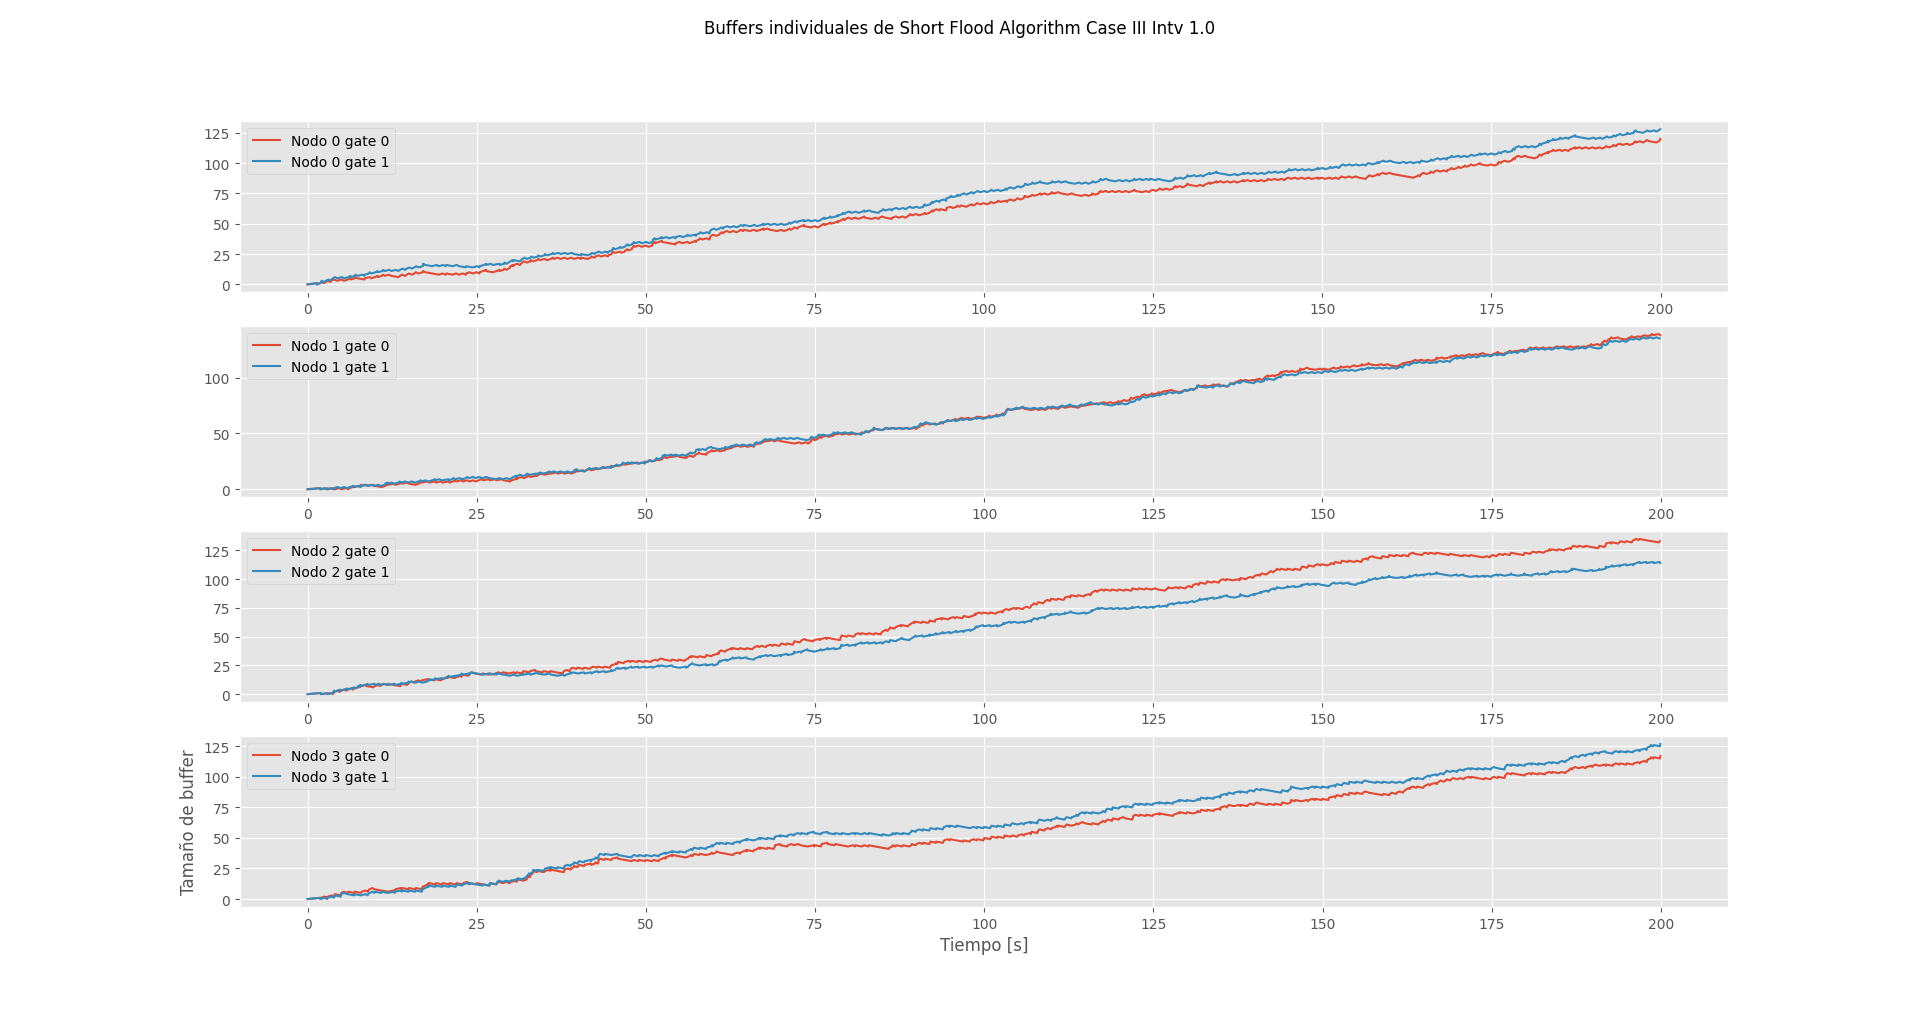 Buffers individuales de Short Flood Algorithm Case III Intv 1.0
Nodo 0 gate 0
Nodo 0 gate 1
125
100
75
50
25
0
0 25 50 75 100 125 150 175 200
Nodo 1 gate 0
Nodo 1 gate 1
100
50
0
0 25 50 75 100 125 150 175 200
Nodo 2 gate 0
Nodo 2 gate 1
125
100
75
50
25
0
0 25 50 75 100 125 150 175 200
Nodo 3 gate 0
Nodo 3 gate 1
125
100
75
50
25
0
Tamaño de buffer
0 25 50 75 100 125 150 175 200
Tiempo [s]